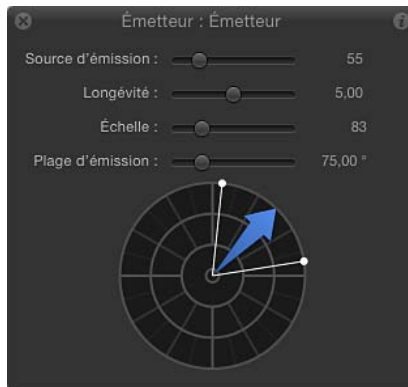 Émetteur : Émetteur
Source d'émission : 55
Longévité : 5,00
Échelle : 83
Plage d'émission : 75,00 °